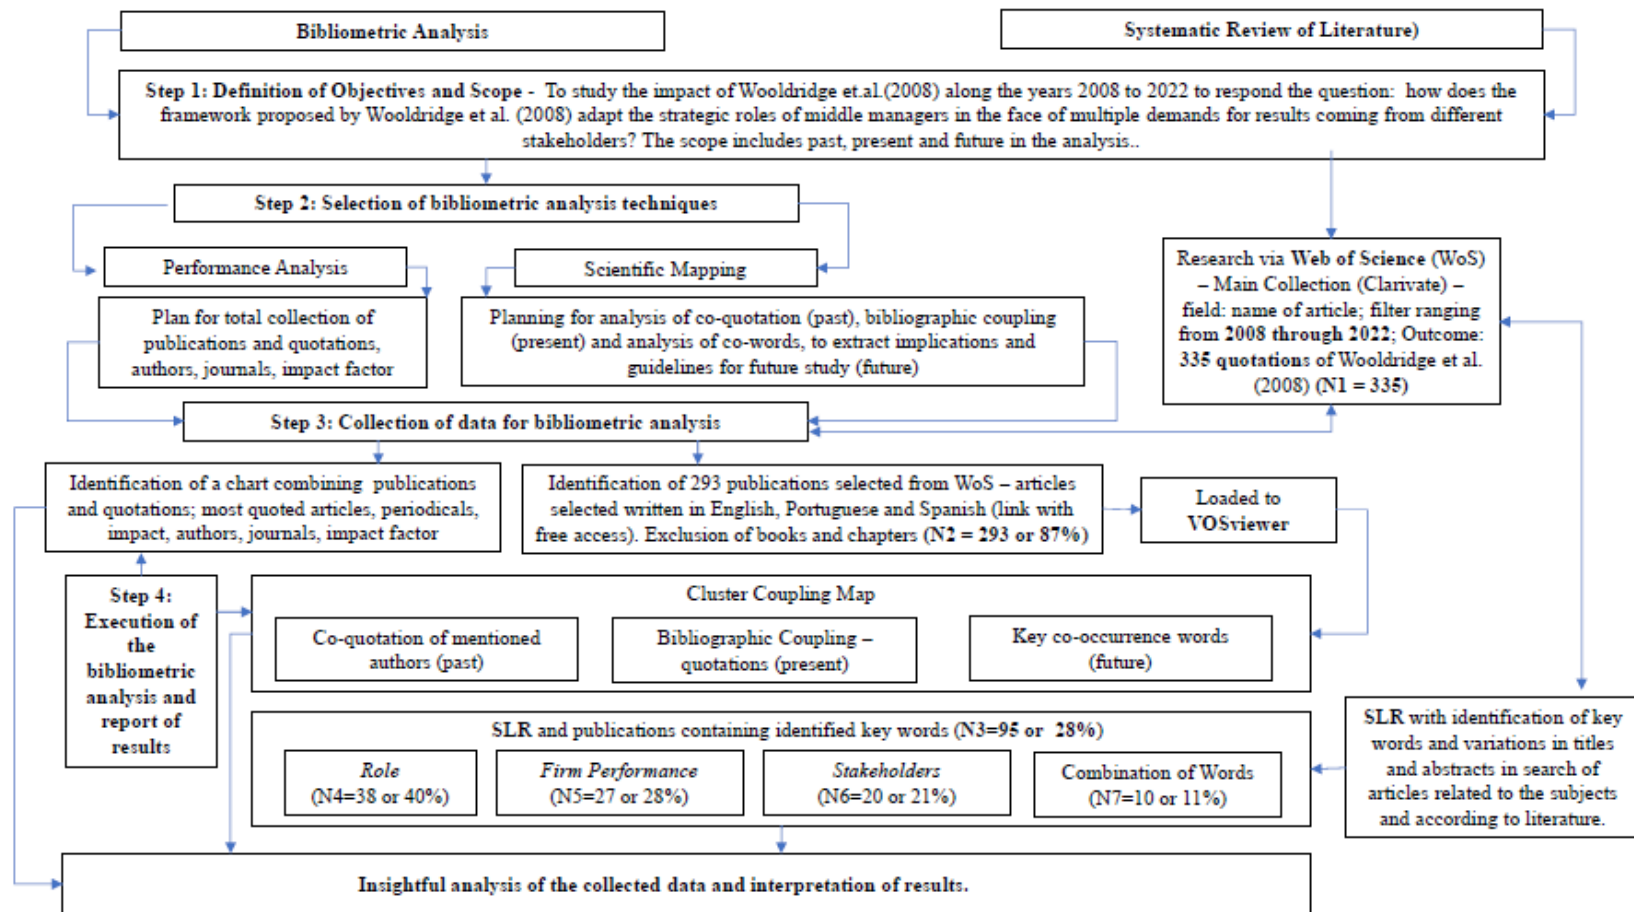 Bibliometric Analysis
Systematic Review of Literature)
Step 1: Definition of Objectives and Scope - To study the impact of Wooldridge et.al.(2008) along the years 2008 to 2022 to respond the question: how does the
framework proposed by Wooldridge et al. (2008) adapt the strategic roles of middle managers in the face of multiple demands for results coming from different
stakeholders? The scope includes past, present and future in the analysis..
Step 2: Selection of bibliometric analysis techniques
Performance Analysis
Scientific Mapping
Plan for total collection of
publications and quotations,
authors, journals, impact factor
Planning for analysis of co-quotation (past), bibliographic coupling
(present) and analysis of co-words, to extract implications and
guidelines for future study (future)
Research via Web of Science (WoS)
– Main Collection (Clarivate) –
field: name of article; filter ranging
from 2008 through 2022; Outcome:
335 quotations of Wooldridge et al.
(2008) (N1 = 335)
Step 3: Collection of data for bibliometric analysis
Identification of a chart combining publications
and quotations; most quoted articles, periodicals,
impact, authors, journals, impact factor
Identification of 293 publications selected from WoS – articles
selected written in English, Portuguese and Spanish (link with
free access). Exclusion of books and chapters (N2 = 293 or 87%)
Loaded to
VOSviewer
Step 4:
Execution of
the
bibliometric
analysis and
report of
results
Cluster Coupling Map
Co-quotation of mentioned
authors (past)
Bibliographic Coupling –
quotations (present)
Key co-occurrence words
(future)
SLR and publications containing identified key words (N3=95 or 28%)
Role
(N4=38 or 40%)
Firm Performance
(N5=27 or 28%)
Stakeholders
(N6=20 or 21%)
Combination of Words
(N7=10 or 11%)
SLR with identification of key
words and variations in titles
and abstracts in search of
articles related to the subjects
and according to literature.
Insightful analysis of the collected data and interpretation of results.